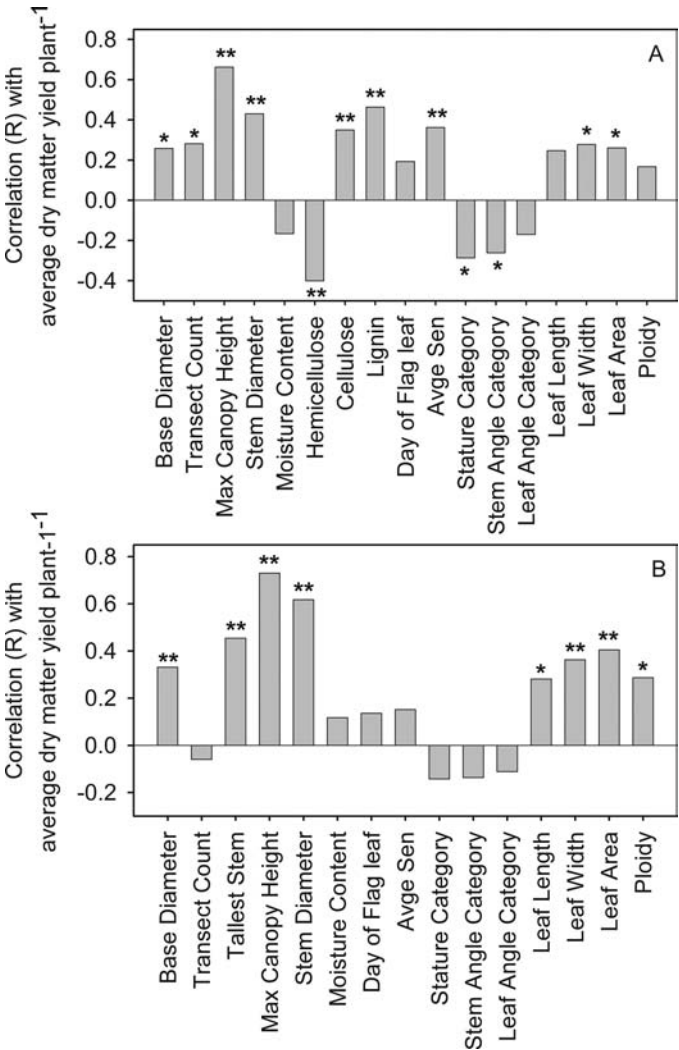 Correlation (R) with
average dry matter yield plant-1
A
0.8
0.6
0.4
0.2
0.0
-0.2
-0.4
*
*
**
**
**
**
**
**
*
*
*
*
Base Diameter
Transect Count
Max Canopy Height
Stem Diameter
Moisture Content
Hemicellulose
Cellulose
Lignin
Day of Flag leaf
Avge Sen
Stature Category
Stem Angle Category
Leaf Angle Category
Leaf Length
Leaf Width
Leaf Area
Ploidy
Correlation (R) with
average dry matter yield plant-1-1
B
0.8
0.6
0.4
0.2
0.0
-0.2
**
**
**
**
*
**
**
*
Base Diameter
Transect Count
Tallest Stem
Max Canopy Height
Stem Diameter
Moisture Content
Day of Flag leaf
Avge Sen
Stature Category
Stem Angle Category
Leaf Angle Category
Leaf Length
Leaf Width
Leaf Area
Ploidy